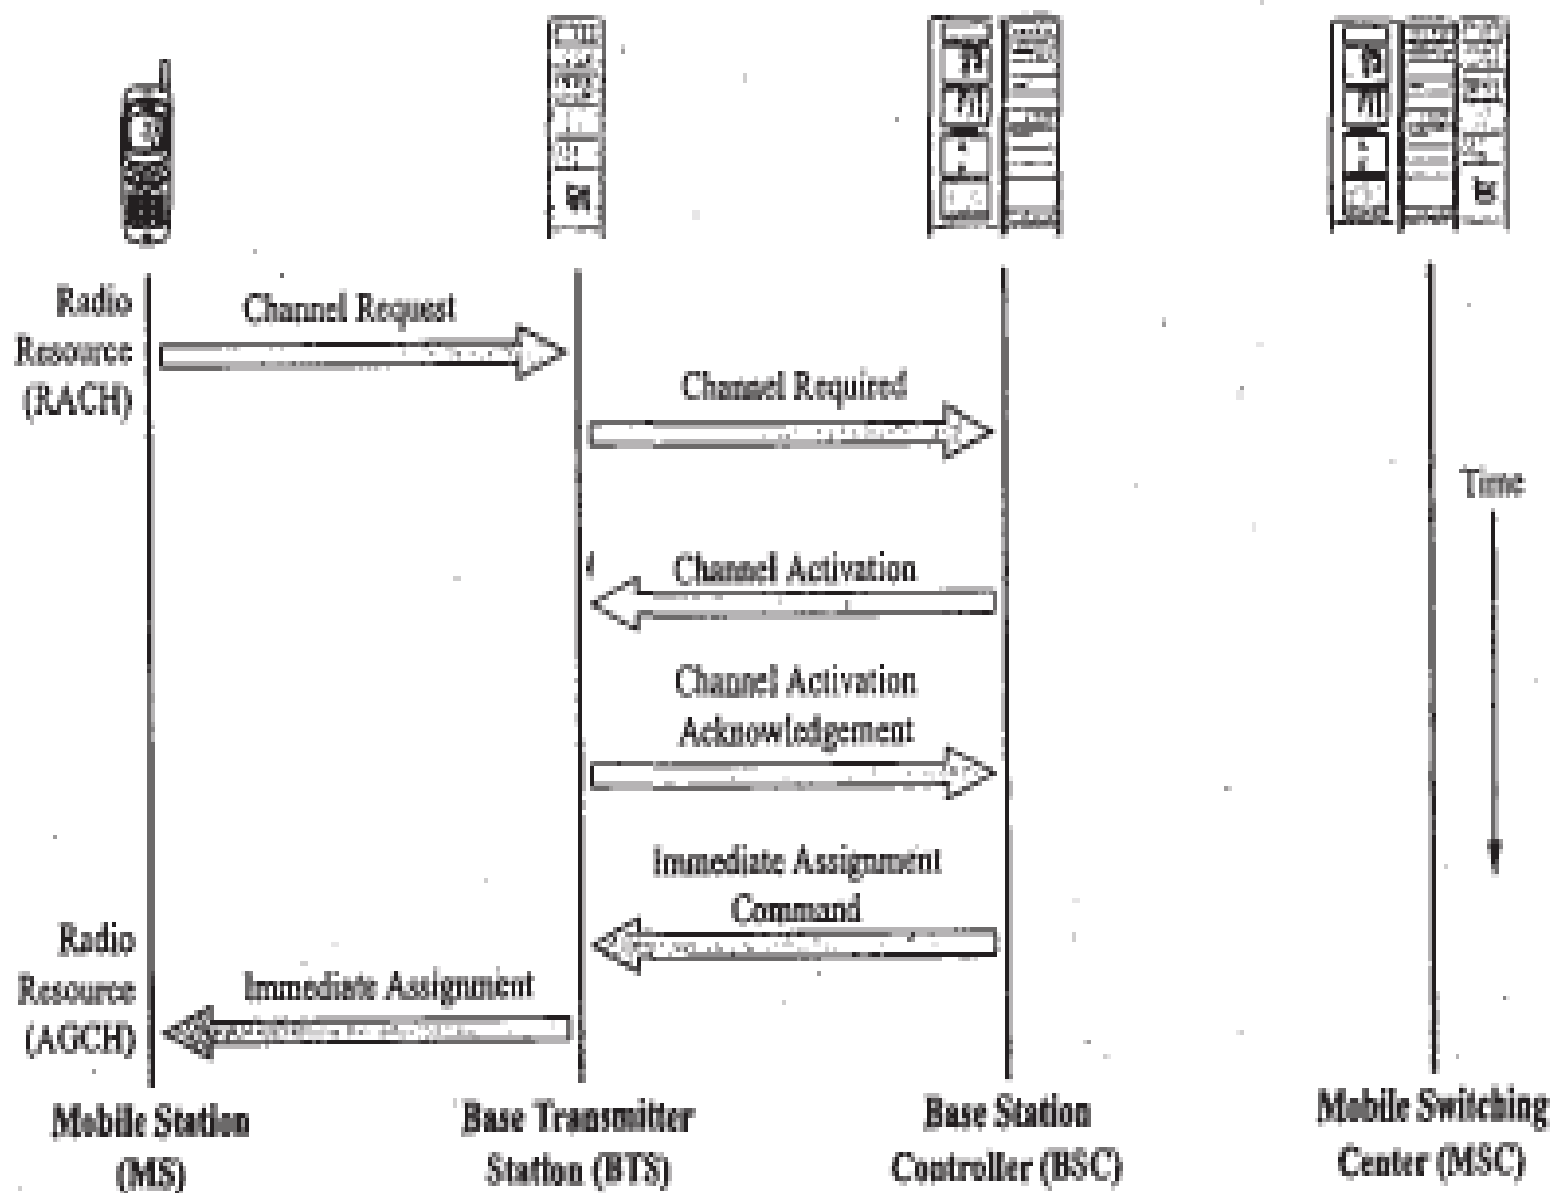 Radio
Resource
(RACH)
Channel Request
Channel Required
Time
Channel Activation
Channel Activation
Acknowledgement
Immediate Assignment
Command
Radio
Resource
(AGCH)
Immediate Assignment
Mobile Station
(MS)
Base Transmitter
Station (BTS)
Base Station
Controller (BSC)
Mobile Switching
Center (MSC)